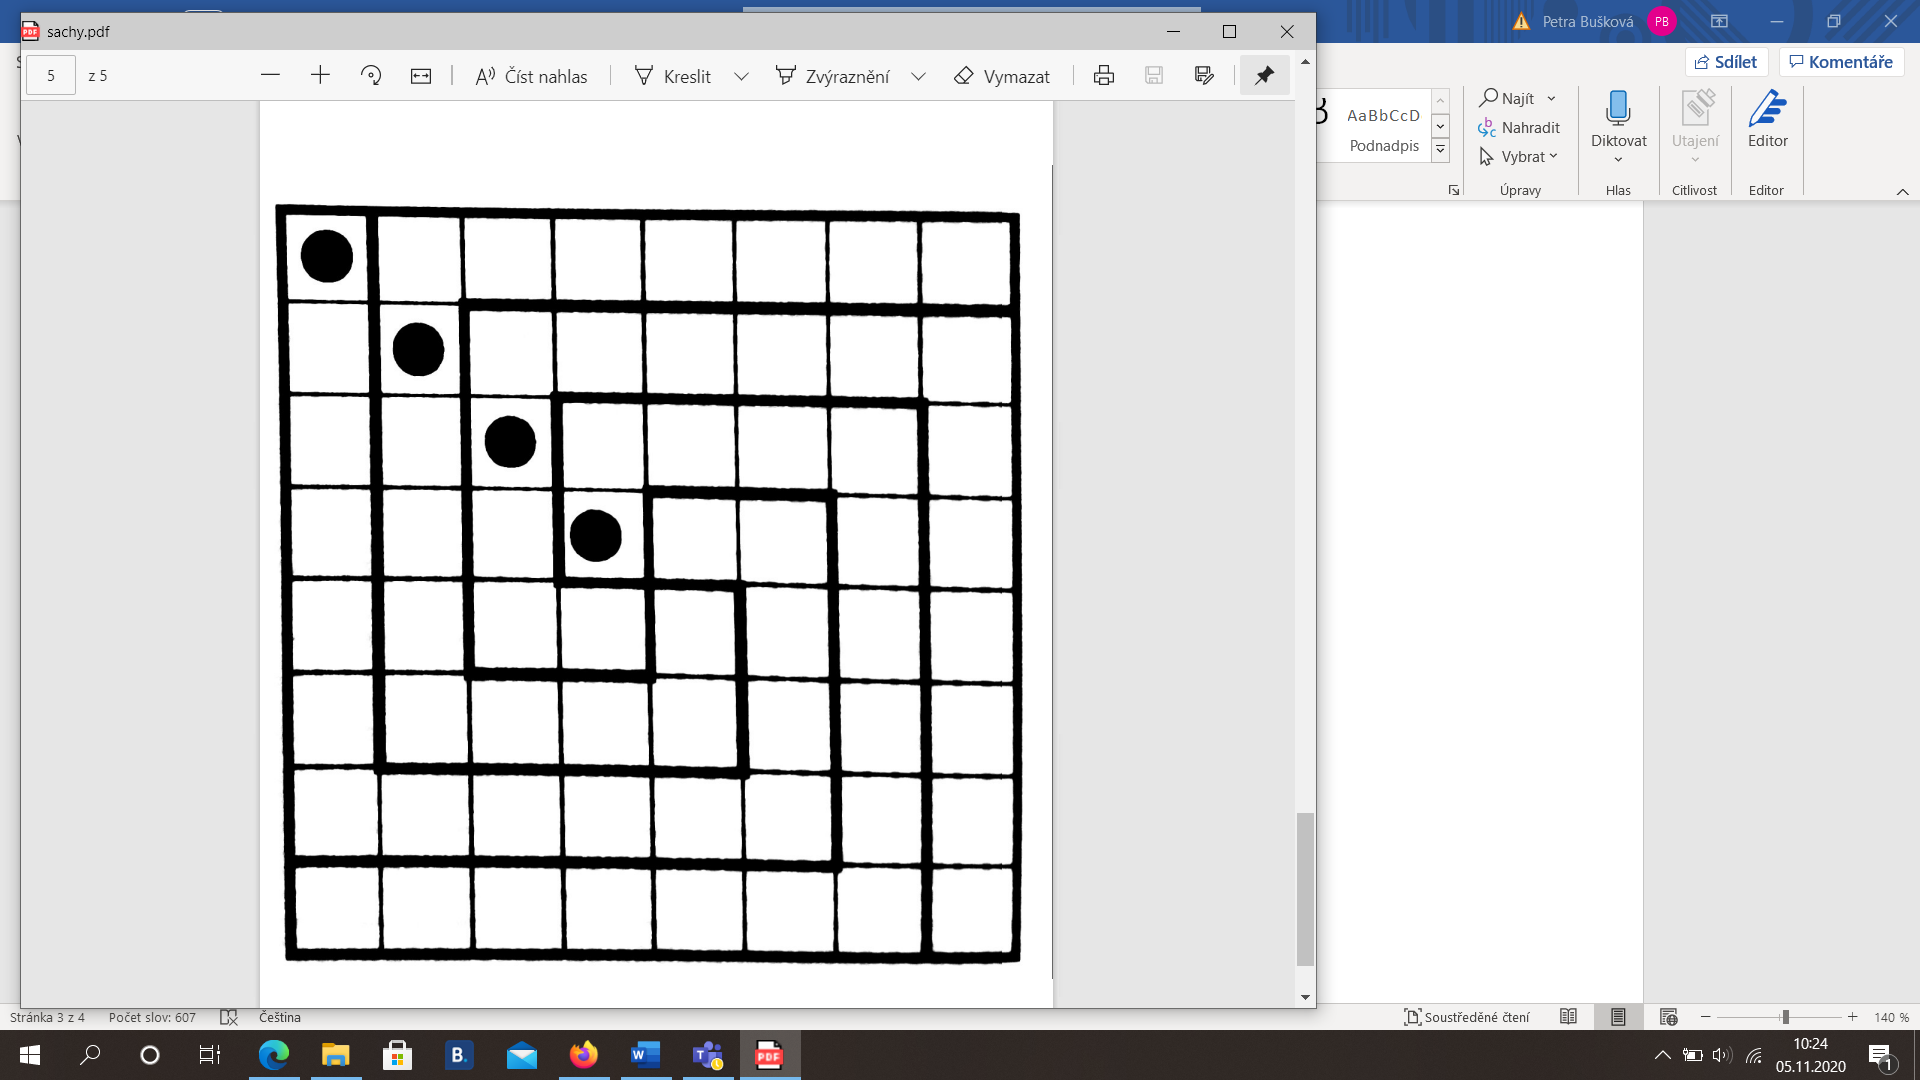 sachy.pdf
Petra Bušková
PB
5
z 5
Číst nahlas
Kreslit
Zvýraznění
Vymazat
Sdílet
Komentáře
AaBbCcD
Podnadpis
Najít
Nahradit
Vybrat
Úpravy
Diktovat
Hlas
Utajení
Citlivost
Editor
Editor
Stránka 3 z 4
Počet slov: 607
Čeština
Soustředěné čtení
140 %
10:24
05.11.2020
1